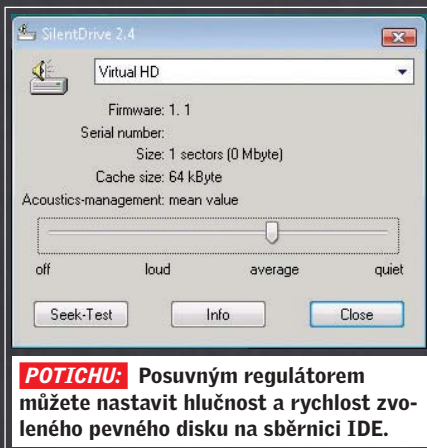 SilentDrive 2.4
Virtual HD
Firmware: 1. 1
Serial number:
Size: 1 sectors (0 Mbyte)
Cache size: 64 kByte
Acoustics-management: mean value
off loud average quiet
Seek-Test Info Close
POTICHU: Posuvným regulátorem
můžete nastavit hlučnost a rychlost zvo-
leného pevného disku na sběrnici IDE.